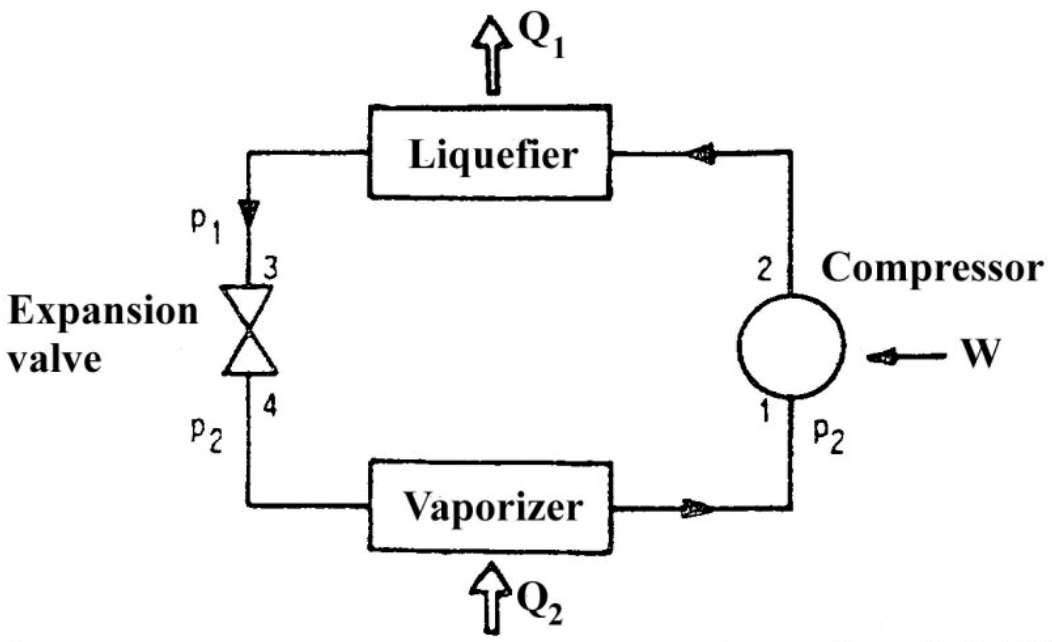 Q₁
Liquefier
p₁
3
2
Compressor
Expansion
valve
W
4
1
p₂
p₂
Vaporizer
Q₂